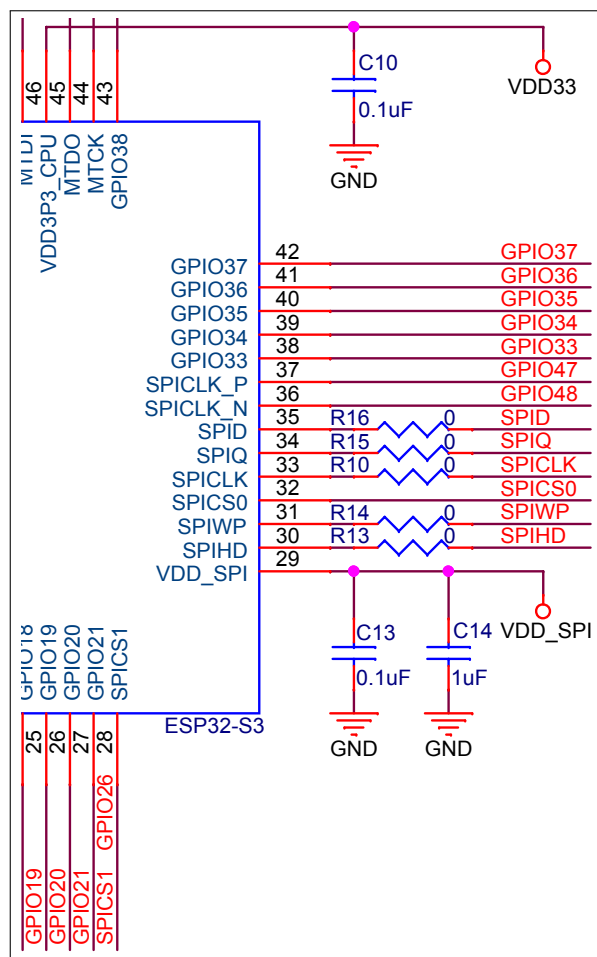 46
45
44
43
MTDI
VDD3P3_CPU
MTDO
MTCK
GPIO38
C10
0.1uF
GND
VDD33
GPIO37 42 GPIO37
GPIO36 41 GPIO36
GPIO35 40 GPIO35
GPIO34 39 GPIO34
GPIO33 38 GPIO33
SPICLK_P 37 GPIO47
SPICLK_N 36 GPIO48
SPID 35 R16 0 SPID
SPIQ 34 R15 0 SPIQ
SPICLK 33 R10 0 SPICLK
SPICS0 32 SPICS0
SPIWP 31 R14 0 SPIWP
SPIHD 30 R13 0 SPIHD
VDD_SPI 29
VDD_SPI
C13
0.1uF
GND
C14
1uF
GND
GPIO18
GPIO19
GPIO20
GPIO21
SPICS1
ESP32-S3
25
26
27
28
GPIO19
GPIO20
GPIO21
SPICS1
GPIO26